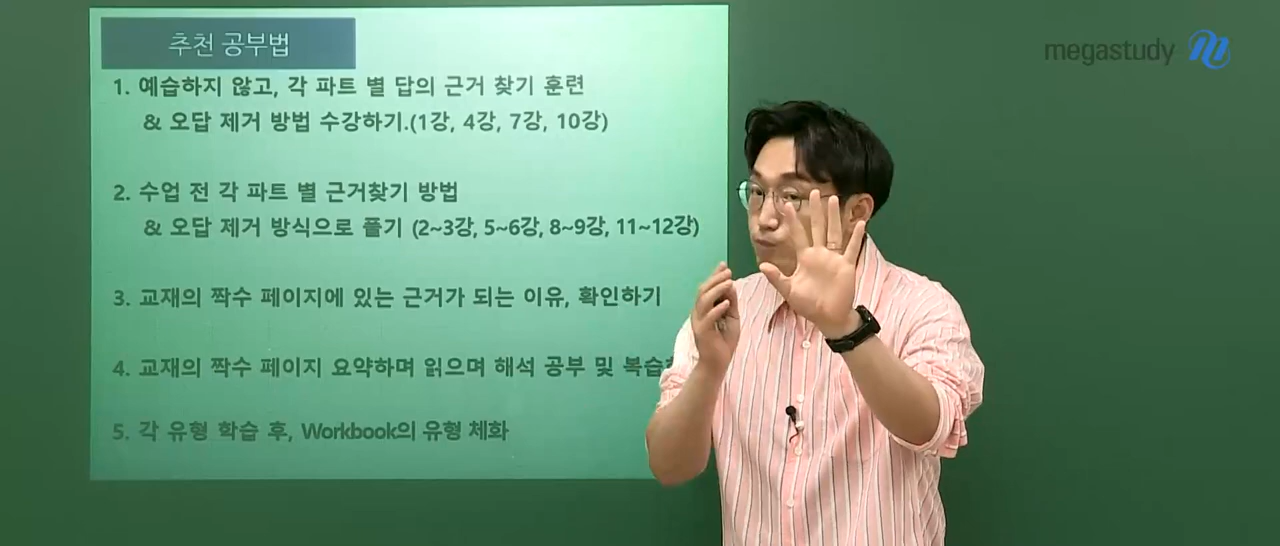 추천 공부법
megastudy
1. 예습하지 않고, 각 파트 별 답의 근거 찾기 훈련
& 오답 제거 방법 수강하기.(1강, 4강, 7강, 10강)
2. 수업 전 각 파트 별 근거찾기 방법
& 오답 제거 방식으로 풀기 (2~3강, 5~6강, 8~9강, 11~12강)
3. 교재의 짝수 페이지에 있는 근거가 되는 이유, 확인하기
4. 교재의 짝수 페이지 요약하며 읽으며 해석 공부 및
5. 각 유형 학습 후, Workbook의 유형 체화